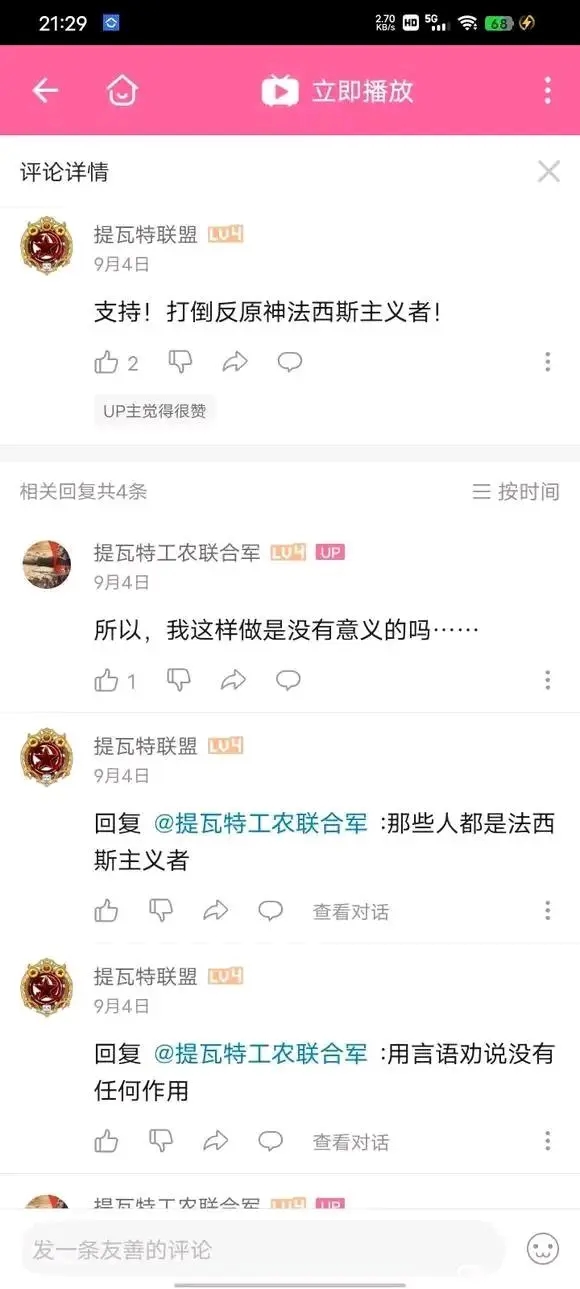 21:29
2.70
KB/s
HD
5G
68
立即播放
评论详情
提瓦特联盟 LV4
9月4日
支持！打倒反原神法西斯主义者！
2
UP主觉得很赞
相关回复共4条
按时间
提瓦特工农联合军 LV4 UP
9月4日
所以，我这样做是没有意义的吗……
1
提瓦特联盟 LV4
9月4日
回复 @提瓦特工农联合军 :那些人都是法西
斯主义者
查看对话
提瓦特联盟 LV4
9月4日
回复 @提瓦特工农联合军 :用言语劝说没有
任何作用
查看对话
提瓦特工农联合军 LV4 UP
发一条友善的评论